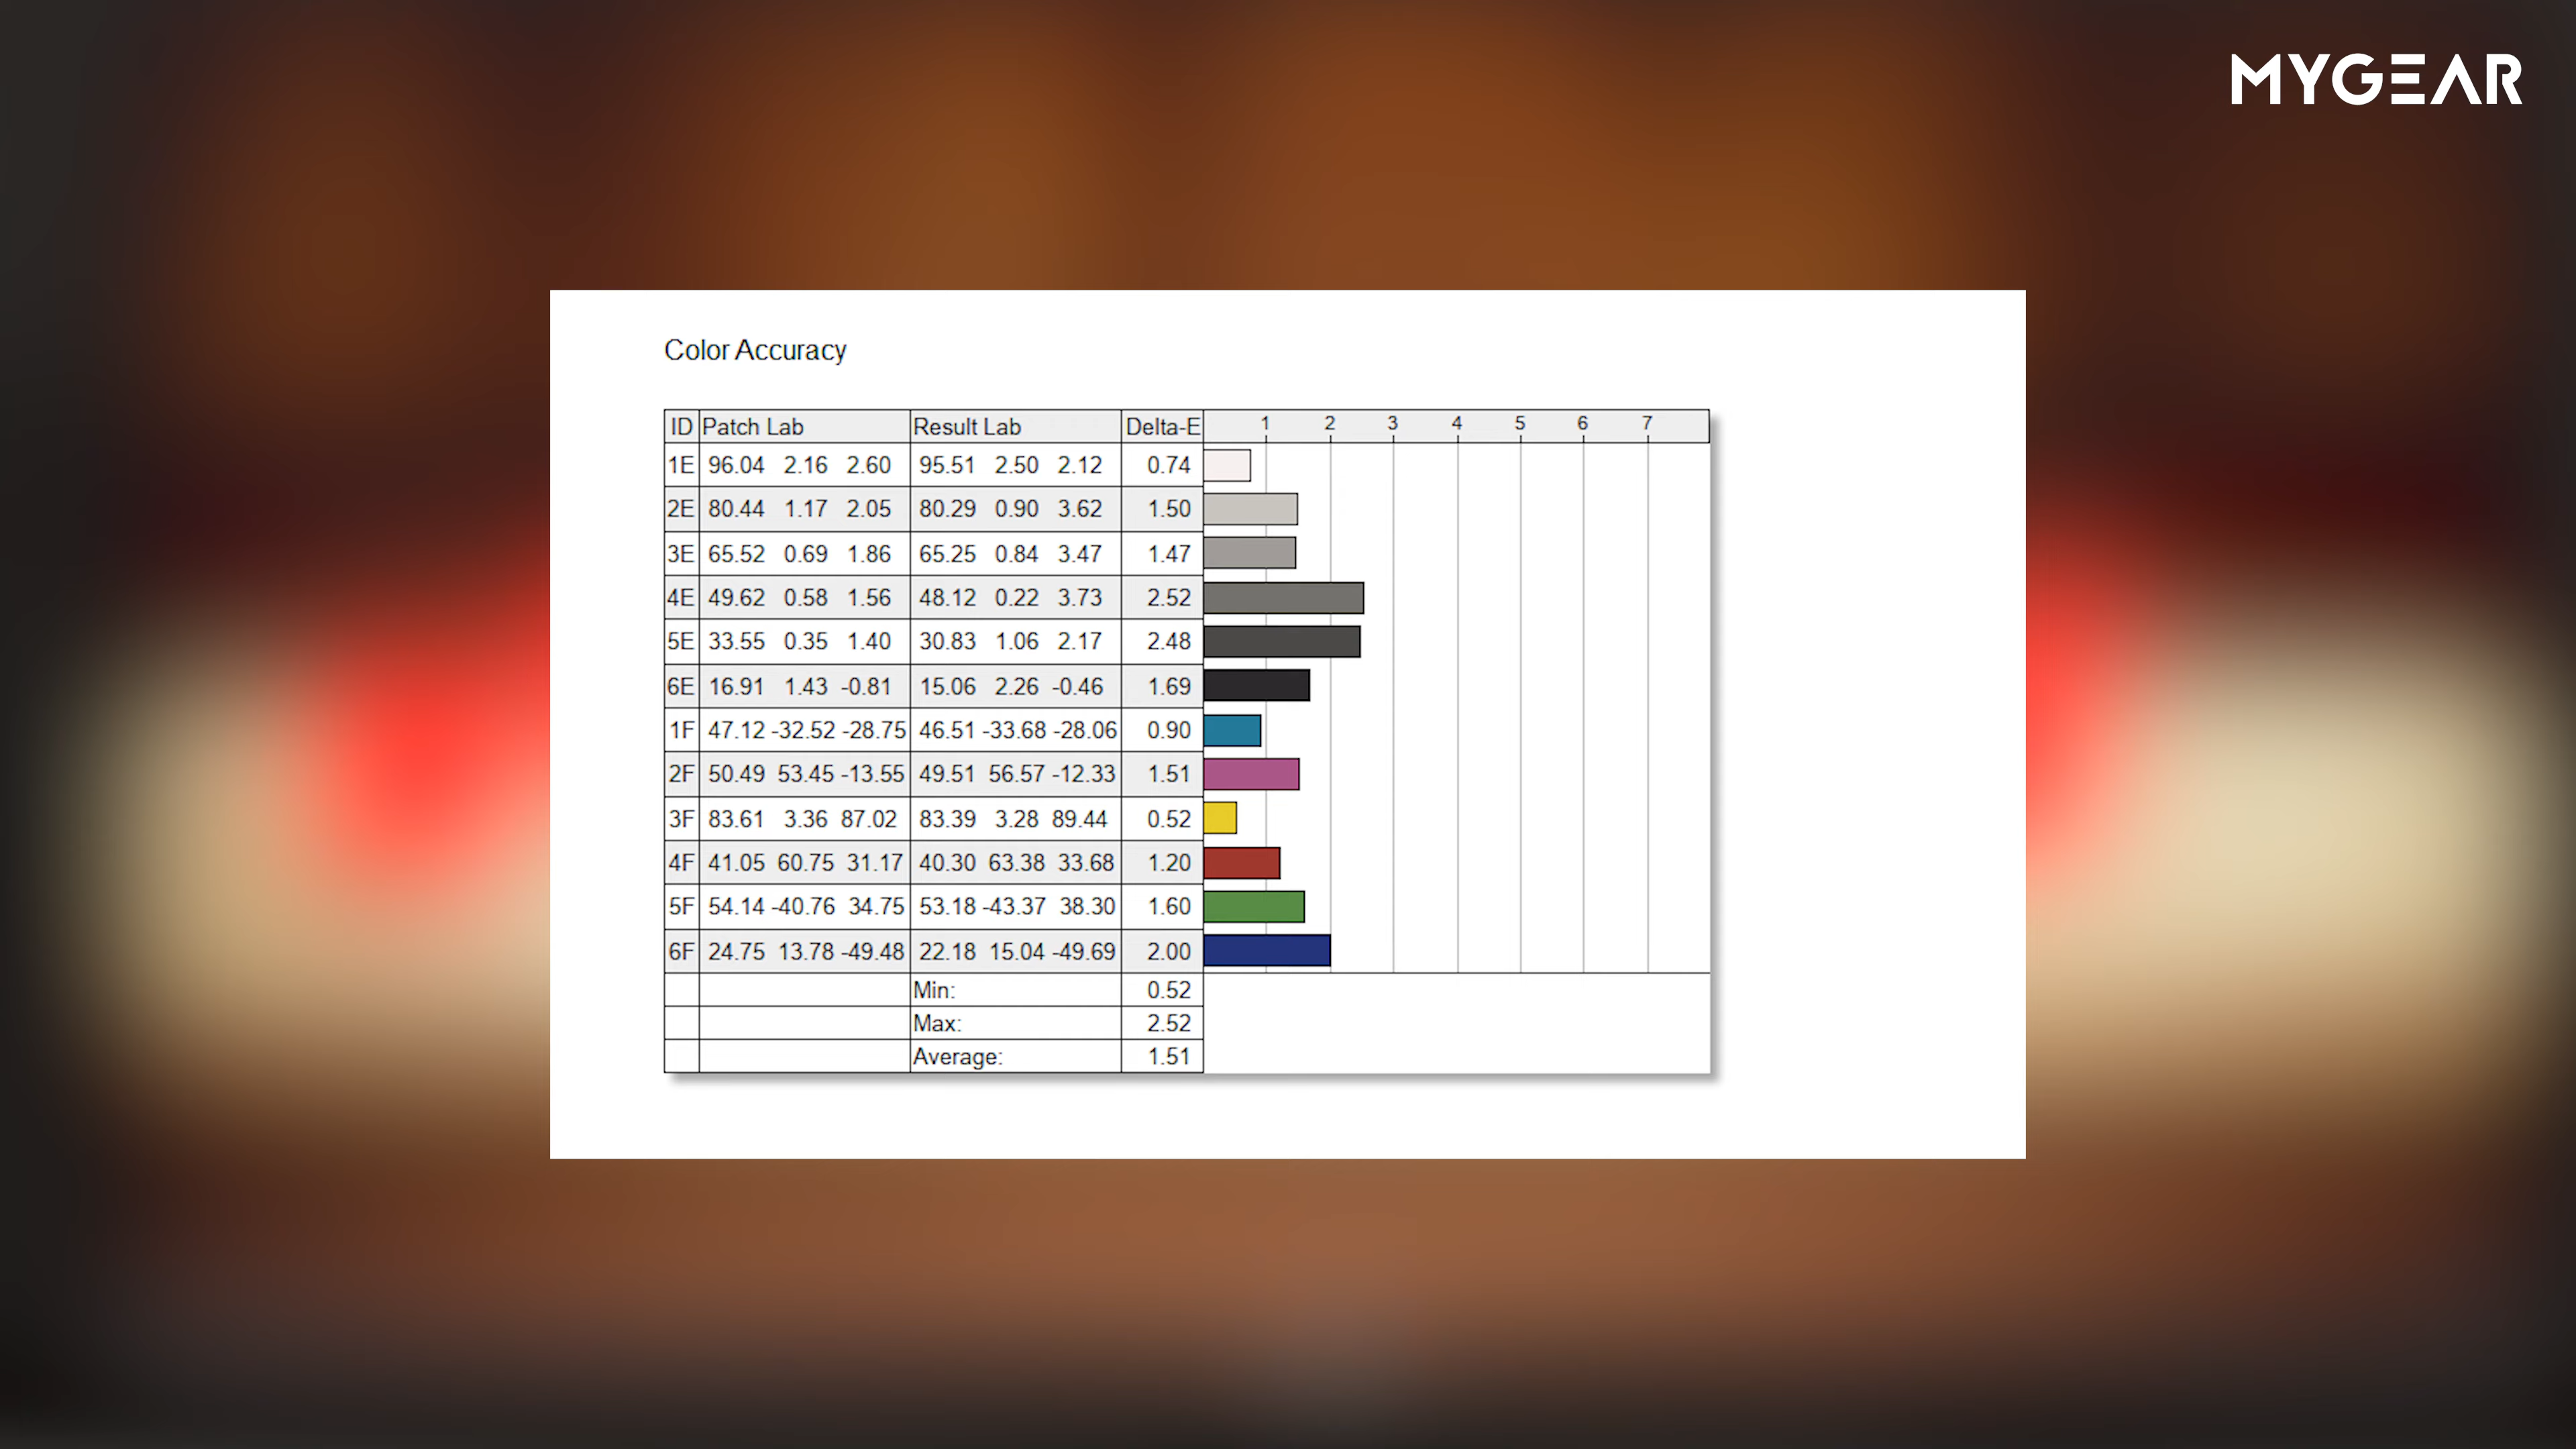 MYGEAR
Color Accuracy
ID Patch Lab Result Lab Delta-E 1 2 3 4 5 6 7
1E 96.04 2.16 2.60 95.51 2.50 2.12 0.74
2E 80.44 1.17 2.05 80.29 0.90 3.62 1.50
3E 65.52 0.69 1.86 65.25 0.84 3.47 1.47
4E 49.62 0.58 1.56 48.12 0.22 3.73 2.52
5E 33.55 0.35 1.40 30.83 1.06 2.17 2.48
6E 16.91 1.43 -0.81 15.06 2.26 -0.46 1.69
1F 47.12 -32.52 -28.75 46.51 -33.68 -28.06 0.90
2F 50.49 53.45 -13.55 49.51 56.57 -12.33 1.51
3F 83.61 3.36 87.02 83.39 3.28 89.44 0.52
4F 41.05 60.75 31.17 40.30 63.38 33.68 1.20
5F 54.14 -40.76 34.75 53.18 -43.37 38.30 1.60
6F 24.75 13.78 -49.48 22.18 15.04 -49.69 2.00
Min: 0.52
Max: 2.52
Average: 1.51